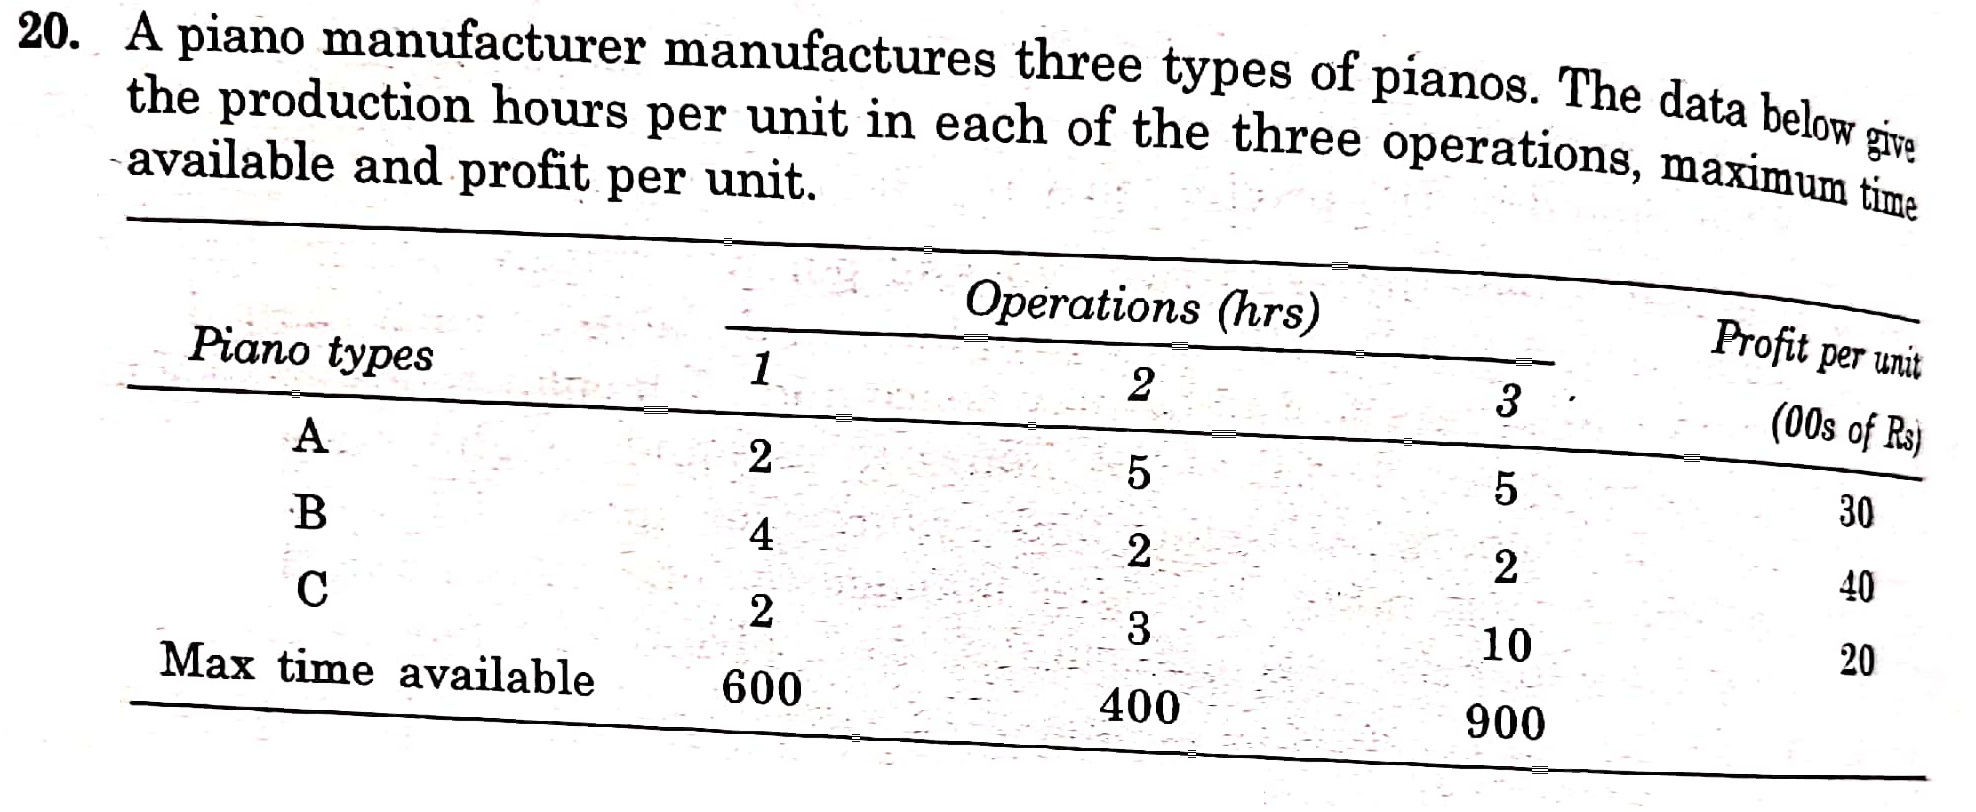 20. A piano manufacturer manufactures three types of pianos. The data below give
the production hours per unit in each of the three operations, maximum time
available and profit per unit.
Operations (hrs)
Profit per unit
Piano types 1 2 3
(00s of Rs)
A 2 5 5 30
B 4 2 2 40
C 2 3 10 20
Max time available 600 400 900